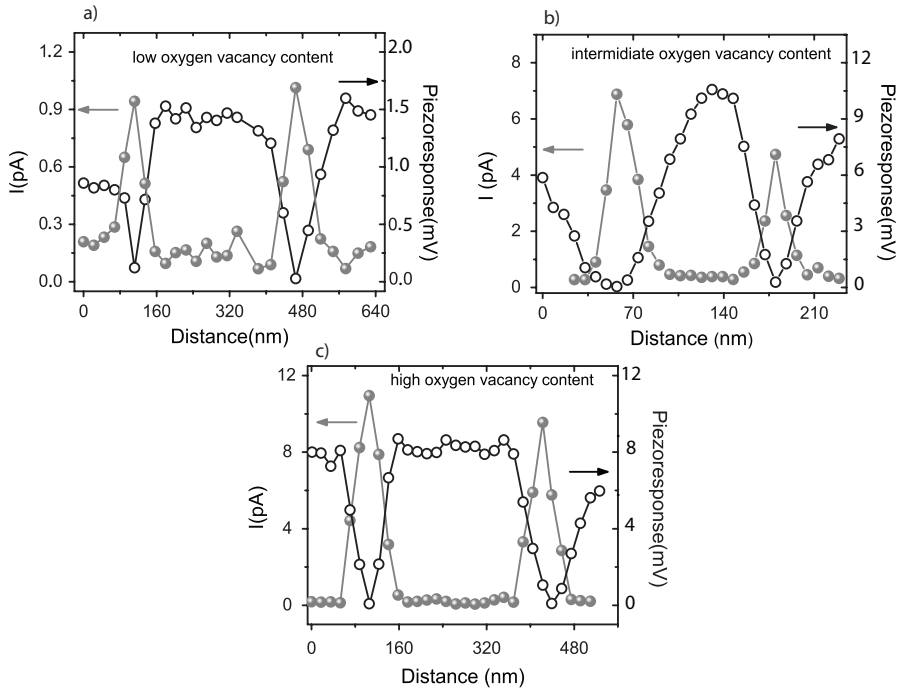 a)
low oxygen vacancy content
I(pA)
1.2
0.9
0.6
0.3
0.0
2.0
1.5
1.0
0.5
0.0
Piezoresponse(mV)
0 160 320 480 640
Distance(nm)
b)
intermidiate oxygen vacancy content
I (pA)
8
6
4
2
0
12
9
6
3
0
Piezoresponse(mV)
0 70 140 210
Distance (nm)
c)
high oxygen vacancy content
I(pA)
12
8
4
0
12
8
4
0
Piezoresponse(mV)
0 160 320 480
Distance (nm)